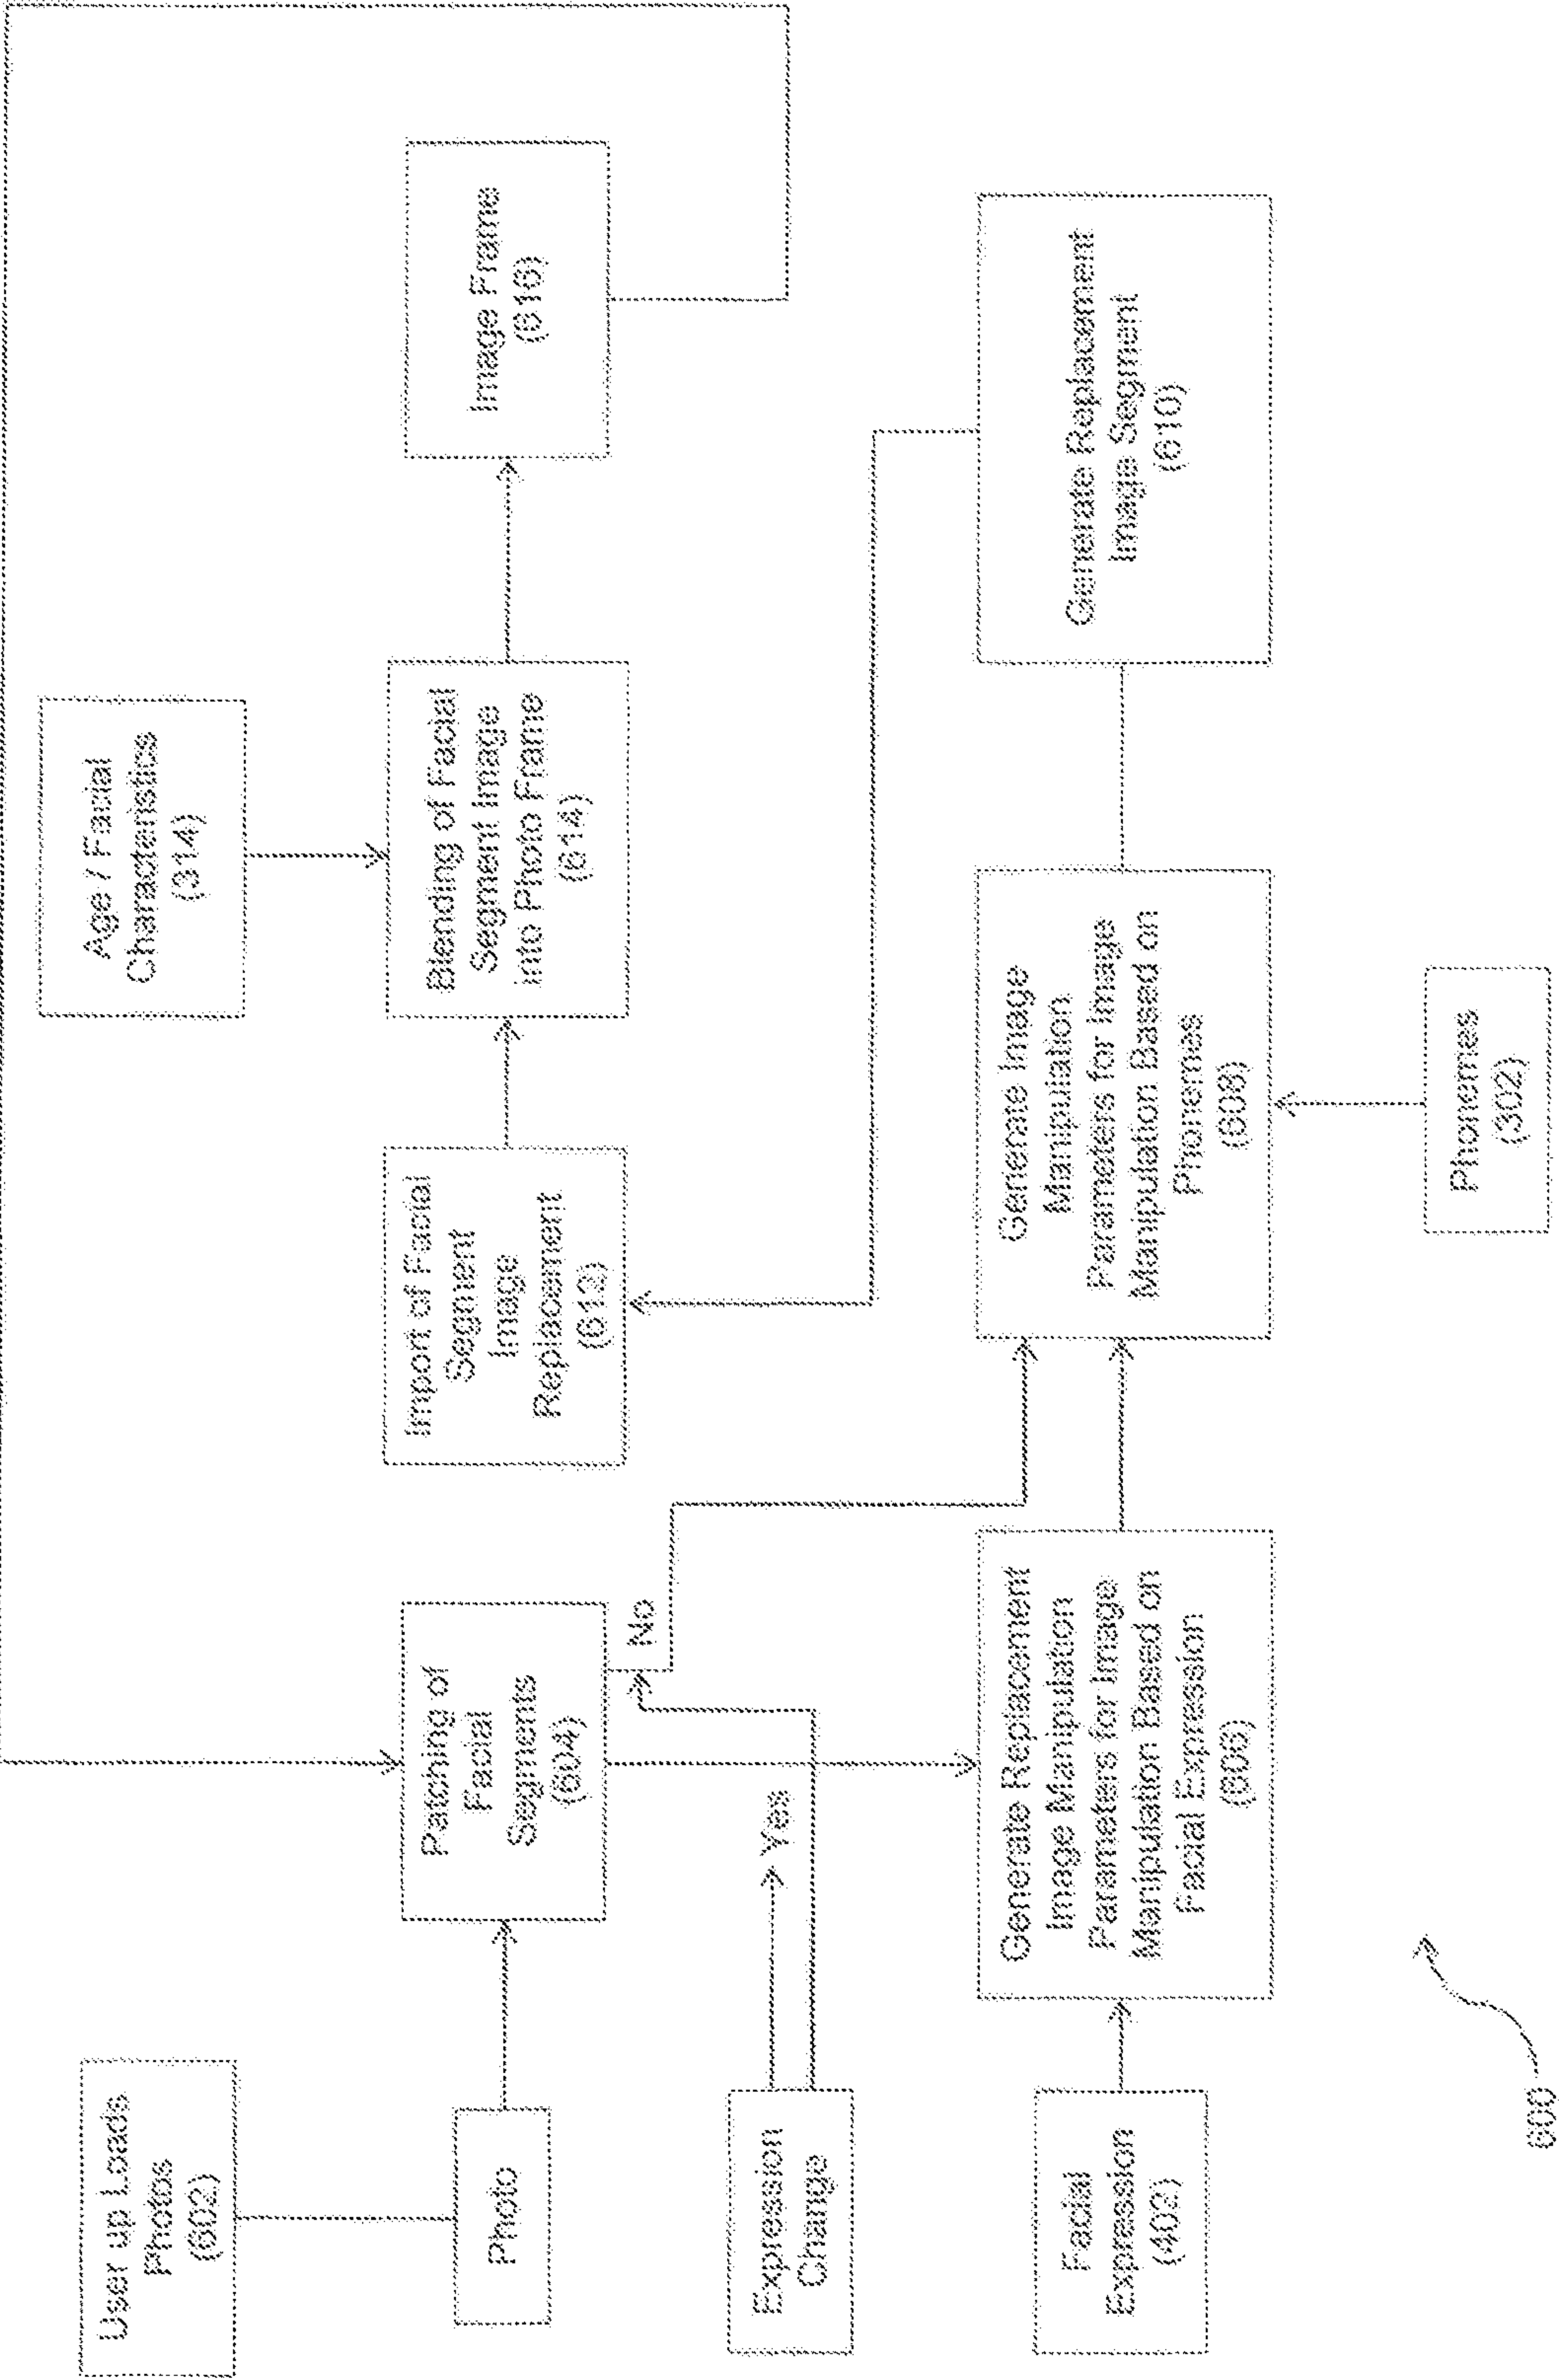 User up Loads
Photos
(602)
Photo
Expression
Change
Facial
Expression
(402)
Patching of
Facial
Segments
(604)
No
Yes
Generate Replacement
Image Manipulation
Parameters for Image
Manipulation Based on
Facial Expression
(606)
Import of Facial
Segment
Image
Replacement
(612)
Generate Image
Manipulation
Parameters for Image
Manipulation Based on
Phonemes
(608)
Phonemes
(302)
Age / Facial
Characteristics
(314)
Blending of Facial
Segment Image
into Photo Frame
(614)
Image Frame
(616)
Generate Replacement
Image Segment
(610)
600